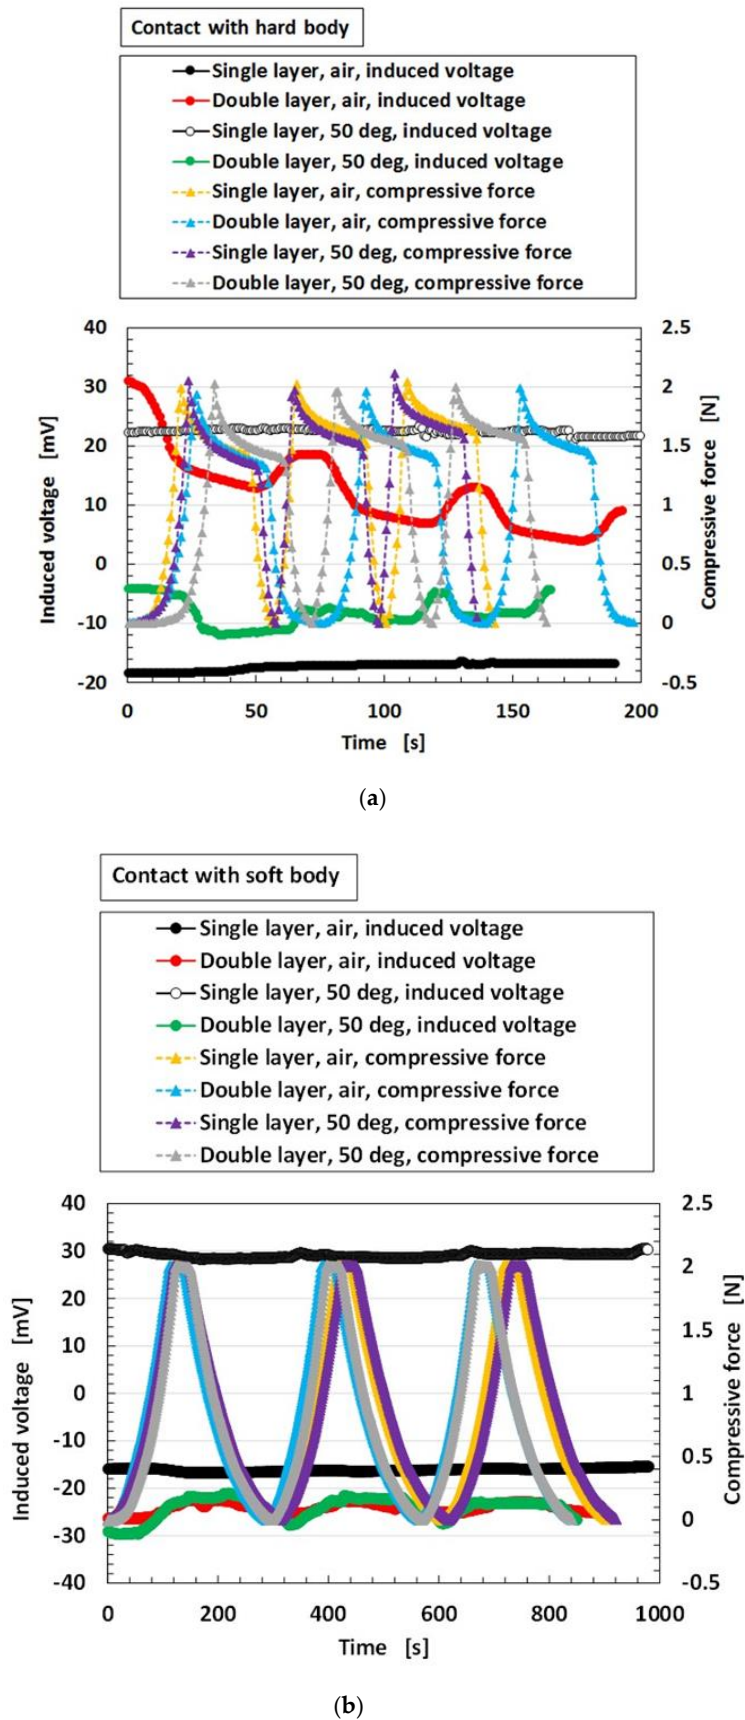 Contact with hard body
Single layer, air, induced voltage
Double layer, air, induced voltage
Single layer, 50 deg, induced voltage
Double layer, 50 deg, induced voltage
Single layer, air, compressive force
Double layer, air, compressive force
Single layer, 50 deg, compressive force
Double layer, 50 deg, compressive force
40 2.5
30 2
20 1.5
10 1
0 0.5
-10 0
-20 -0.5
Induced voltage [mV]
Compressive force [N]
0 50 100 150 200
Time [s]
(a)
Contact with soft body
Single layer, air, induced voltage
Double layer, air, induced voltage
Single layer, 50 deg, induced voltage
Double layer, 50 deg, induced voltage
Single layer, air, compressive force
Double layer, air, compressive force
Single layer, 50 deg, compressive force
Double layer, 50 deg, compressive force
40 2.5
30
2
20
1.5
10
0 1
-10
0.5
-20
0
-30
-40 -0.5
Induced voltage [mV]
Compressive force [N]
0 200 400 600 800 1000
Time [s]
(b)